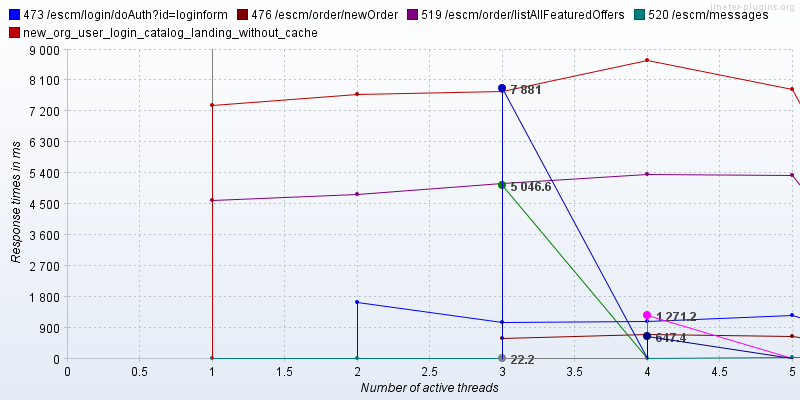 jmeter-plugins.org
473 /escm/login/doAuth?id=loginform 476 /escm/order/newOrder 519 /escm/order/listAllFeaturedOffers 520 /escm/messages
new_org_user_login_catalog_landing_without_cache
9 000
8 100
7 200
6 300
5 400
4 500
3 600
2 700
1 800
900
0
Response times in ms
7 881
5 046.6
1 271.2
647.4
22.2
0 0.5 1 1.5 2 2.5 3 3.5 4 4.5 5
Number of active threads